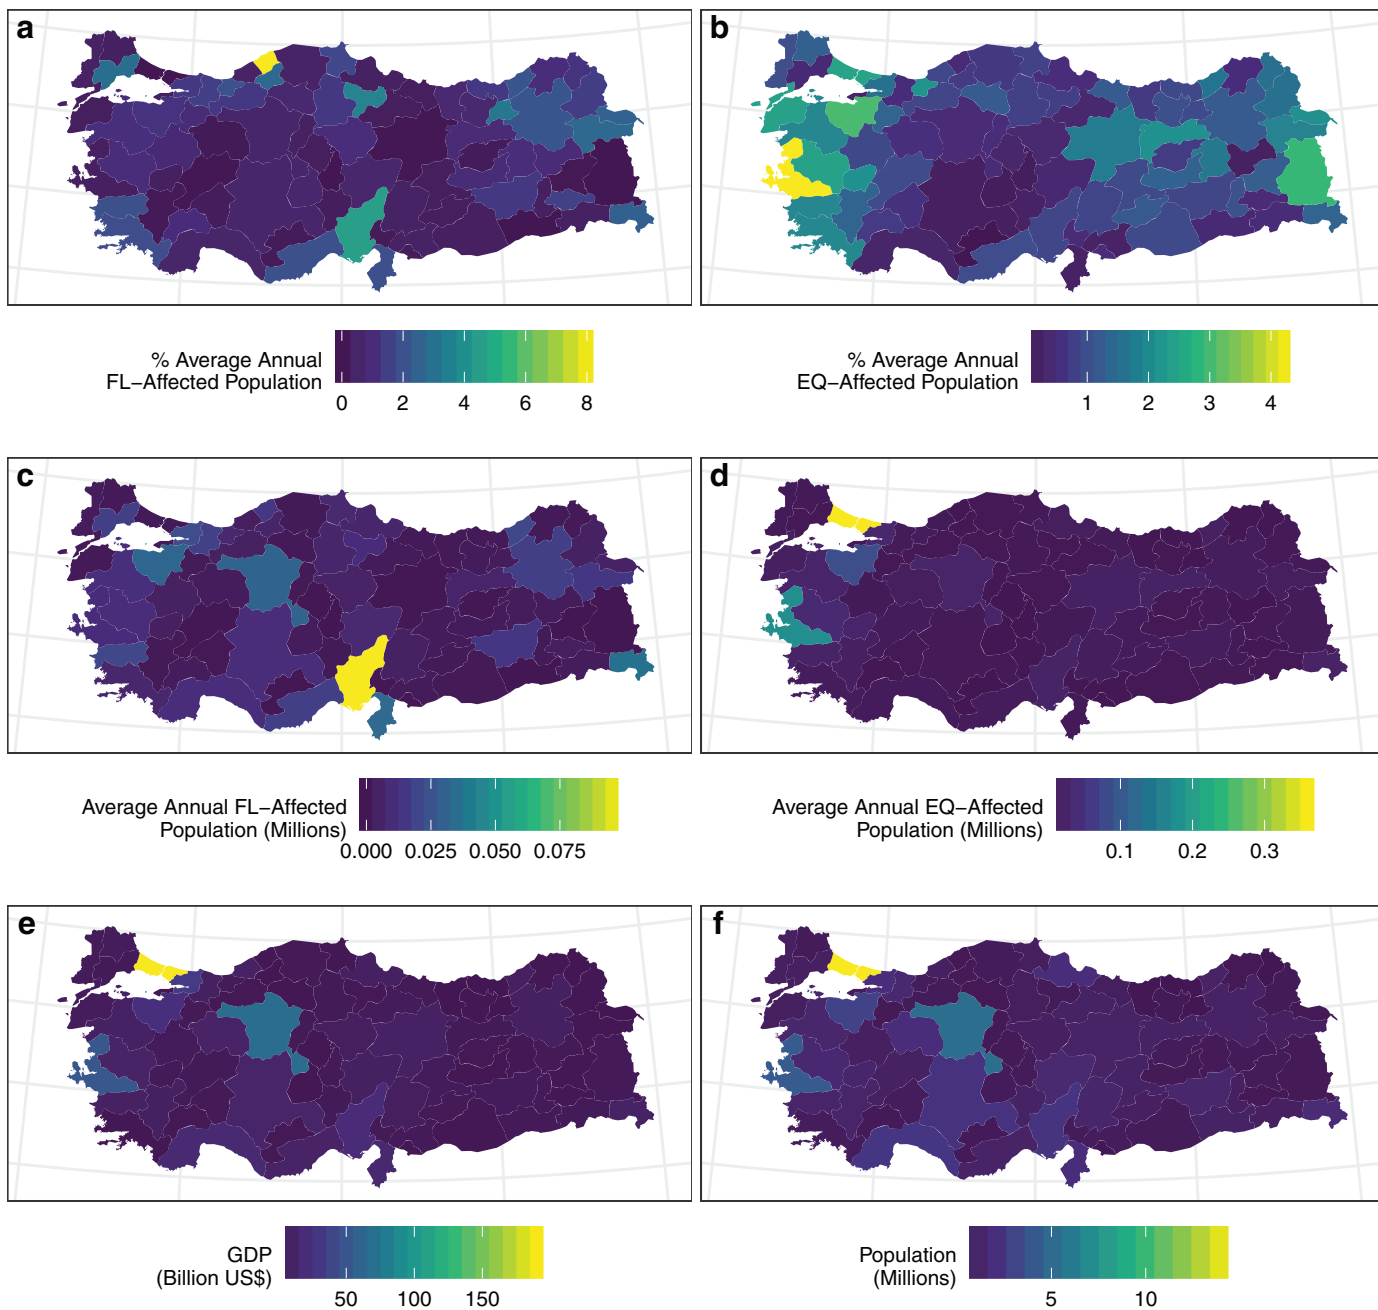 a
b
% Average Annual
FL−Affected Population
0 2 4 6 8
% Average Annual
EQ−Affected Population
1 2 3 4
c
d
Average Annual FL−Affected
Population (Millions)
0.000 0.025 0.050 0.075
Average Annual EQ−Affected
Population (Millions)
0.1 0.2 0.3
e
f
GDP
(Billion US$)
50 100 150
Population
(Millions)
5 10